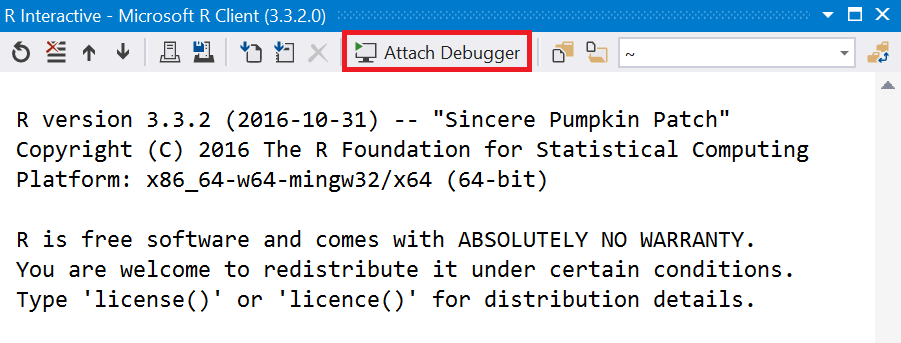 R Interactive - Microsoft R Client (3.3.2.0)
Attach Debugger
~
R version 3.3.2 (2016-10-31) -- "Sincere Pumpkin Patch"
Copyright (C) 2016 The R Foundation for Statistical Computing
Platform: x86_64-w64-mingw32/x64 (64-bit)
R is free software and comes with ABSOLUTELY NO WARRANTY.
You are welcome to redistribute it under certain conditions.
Type 'license()' or 'licence()' for distribution details.